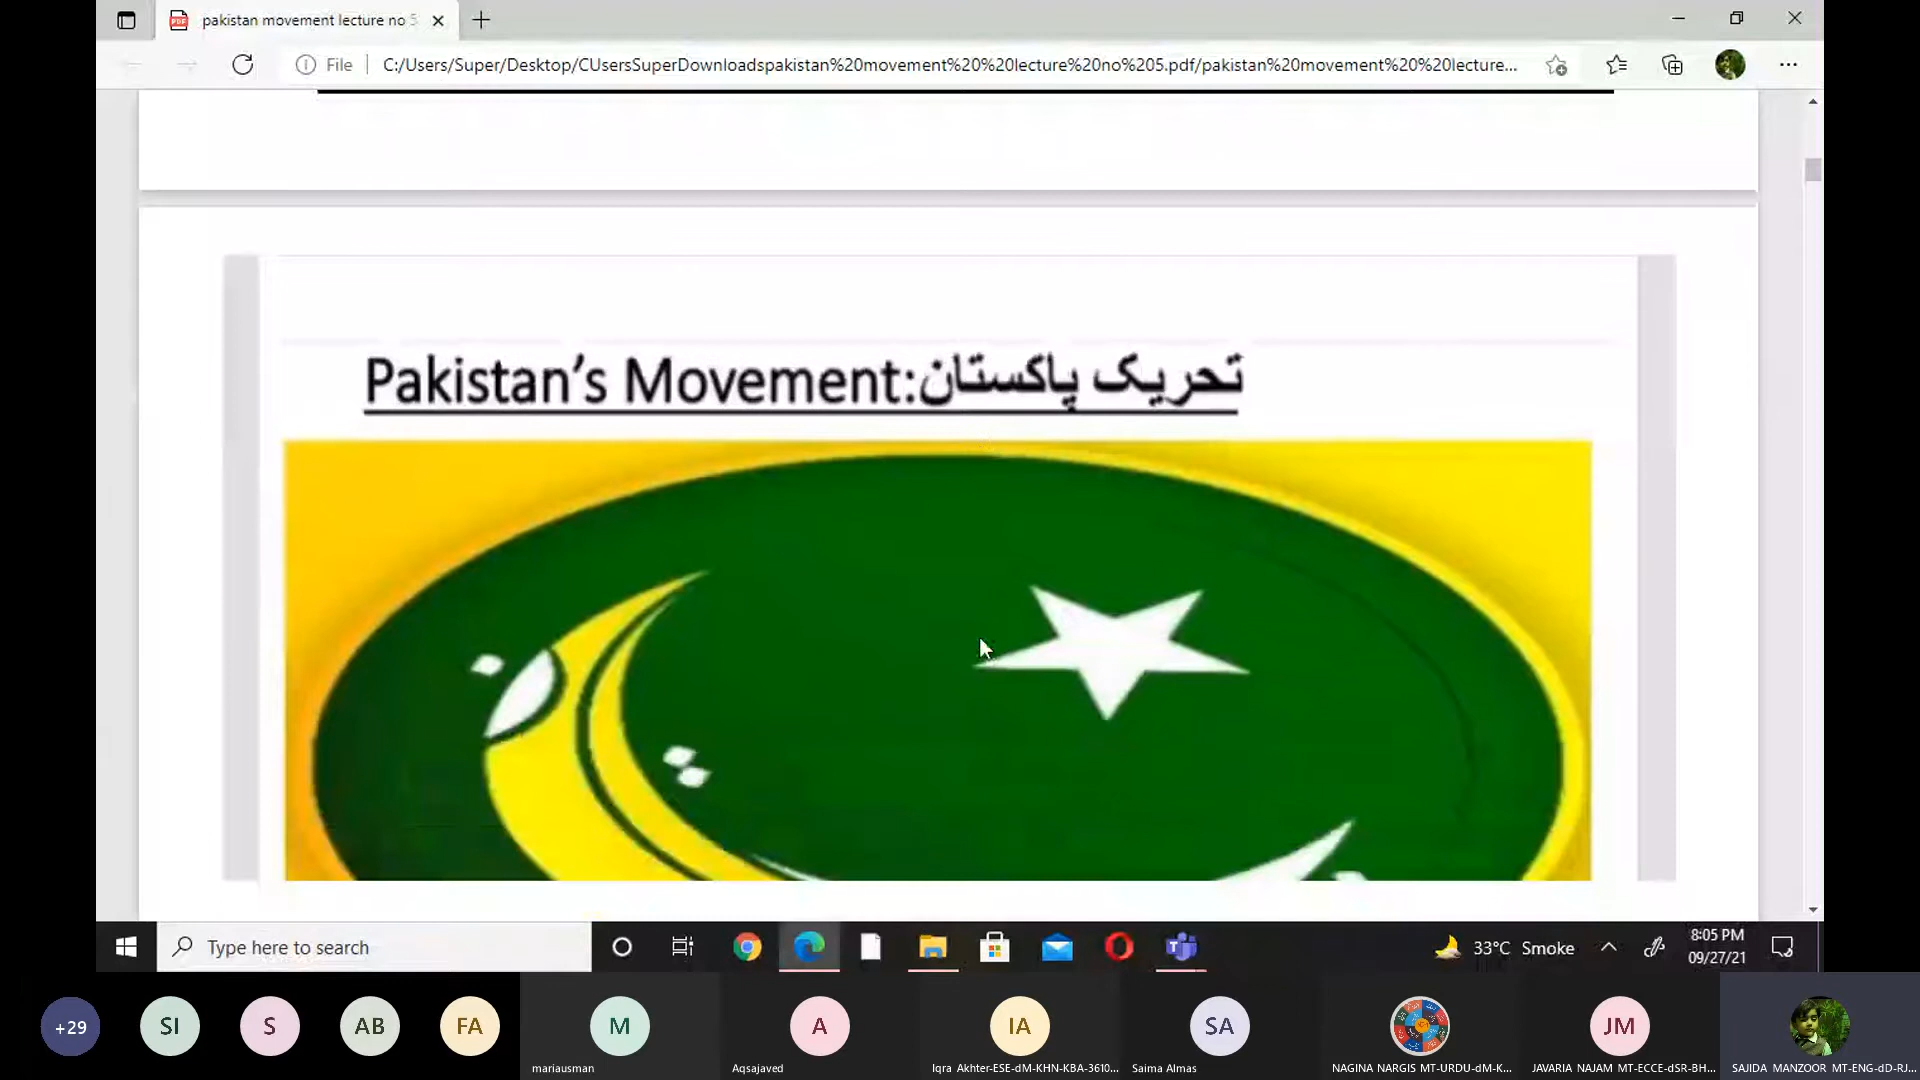 pakistan movement lecture no 5
File
C:/Users/Super/Desktop/CUsersSuperDownloadspakistan%20movement%20%20lecture%20no%205.pdf/pakistan%20movement%20%20lecture...
Pakistan's Movement:تحریک پاکستان
Type here to search
33°C Smoke
8:05 PM
09/27/21
+29
SI
S
AB
FA
M
A
IA
SA
JM
mariausman
Aqsajaved
Iqra Akhter-ESE-dM-KHN-KBA-3610...
Saima Almas
NAGINA NARGIS MT-URDU-dM-K...
JAVARIA NAJAM MT-ECCE-dSR-BH...
SAJIDA MANZOOR MT-ENG-dD-RJ...